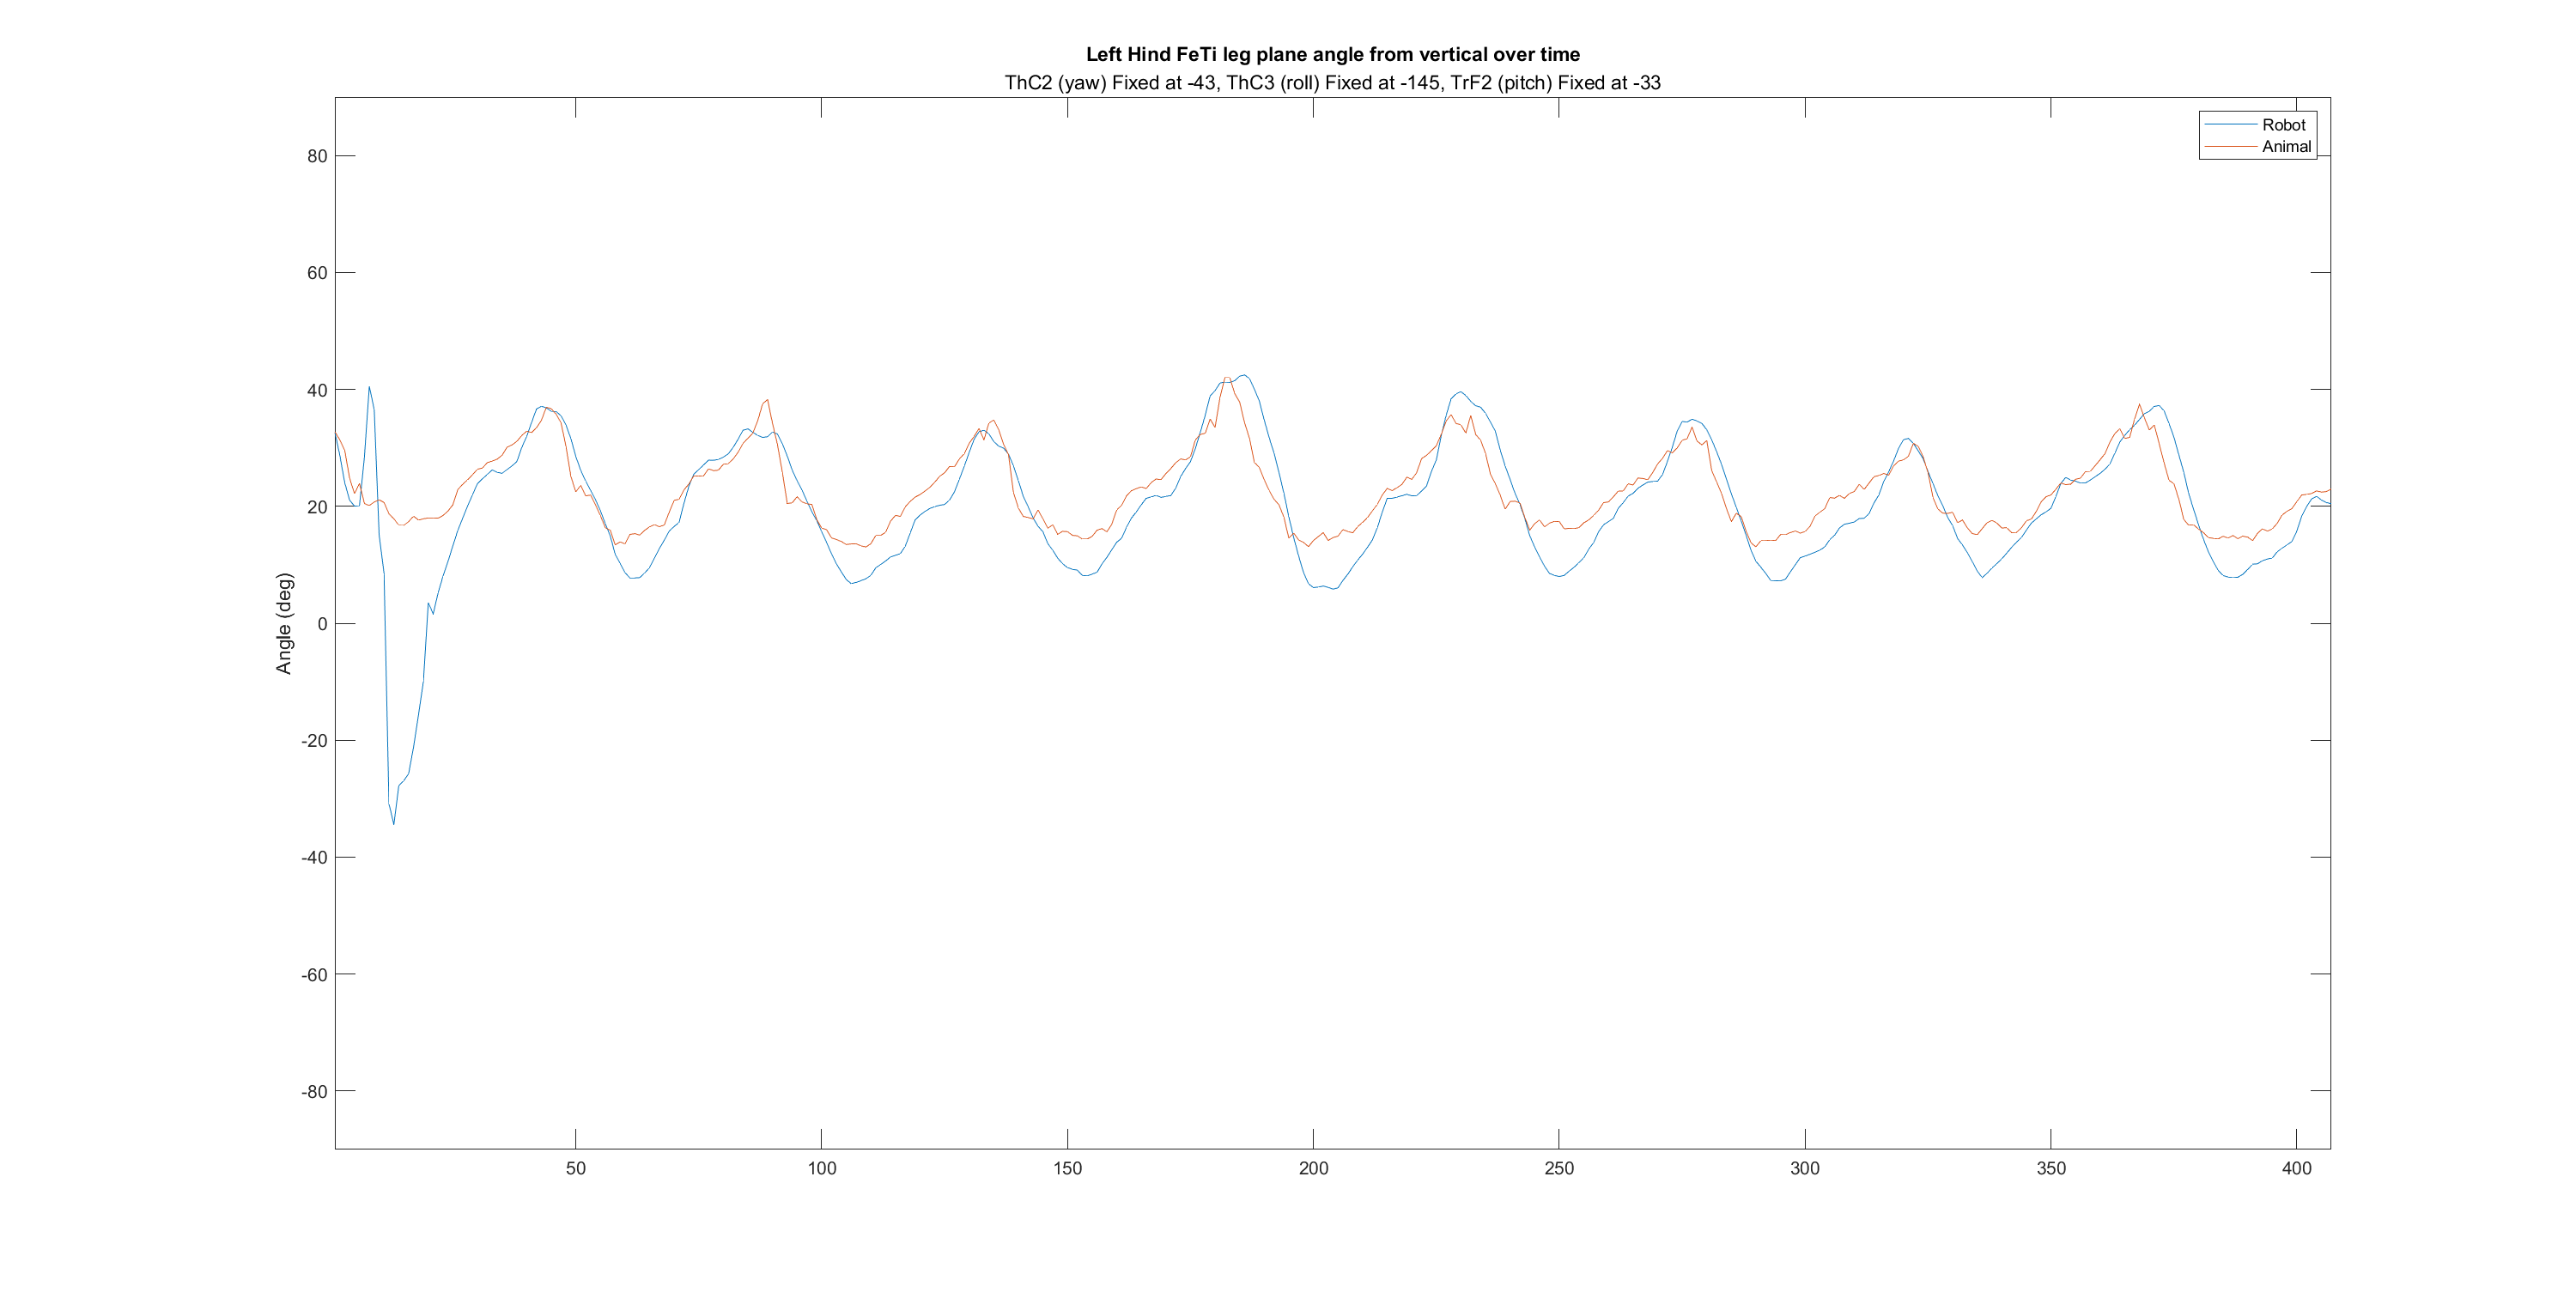 Left Hind FeTi leg plane angle from vertical over time
ThC2 (yaw) Fixed at -43, ThC3 (roll) Fixed at -145, TrF2 (pitch) Fixed at -33
Robot
Animal
80
60
40
20
0
-20
-40
-60
-80
Angle (deg)
50 100 150 200 250 300 350 400